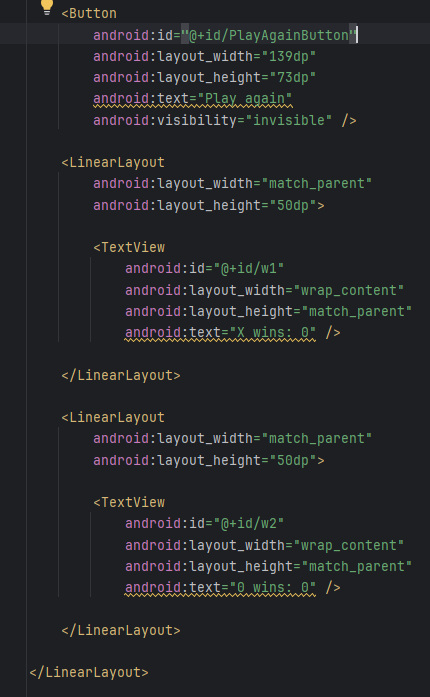 <Button
android:id="@+id/PlayAgainButton"
android:layout_width="139dp"
android:layout_height="73dp"
android:text="Play again"
android:visibility="invisible" />
<LinearLayout
android:layout_width="match_parent"
android:layout_height="50dp">
<TextView
android:id="@+id/w1"
android:layout_width="wrap_content"
android:layout_height="match_parent"
android:text="X wins: 0" />
</LinearLayout>
<LinearLayout
android:layout_width="match_parent"
android:layout_height="50dp">
<TextView
android:id="@+id/w2"
android:layout_width="wrap_content"
android:layout_height="match_parent"
android:text="O wins: 0" />
</LinearLayout>
</LinearLayout>